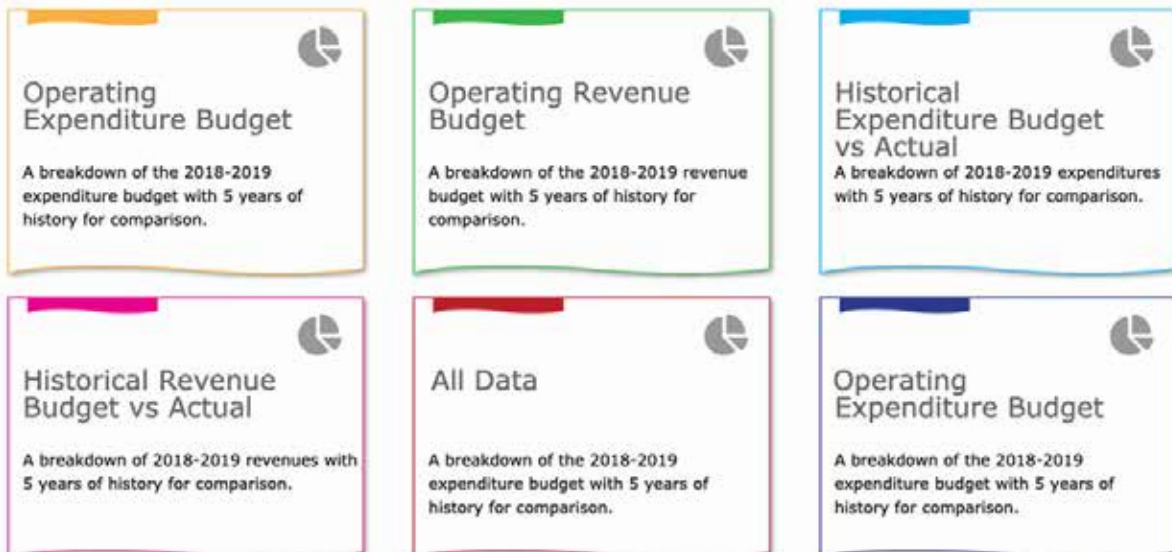 Operating
Expenditure Budget
A breakdown of the 2018-2019
expenditure budget with 5 years of
history for comparison.
Operating Revenue
Budget
A breakdown of the 2018-2019 revenue
budget with 5 years of history for
comparison.
Historical
Expenditure Budget
vs Actual
A breakdown of 2018-2019 expenditures
with 5 years of history for comparison.
Historical Revenue
Budget vs Actual
A breakdown of 2018-2019 revenues with
5 years of history for comparison.
All Data
A breakdown of the 2018-2019
expenditure budget with 5 years of
history for comparison.
Operating
Expenditure Budget
A breakdown of the 2018-2019
expenditure budget with 5 years of
history for comparison.